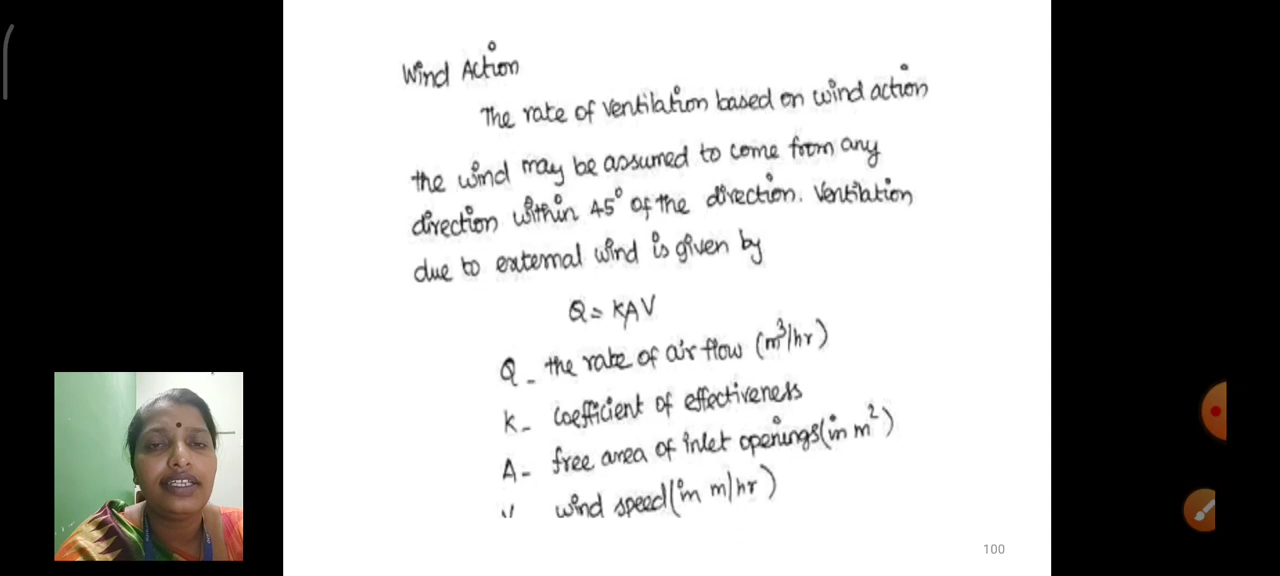 Wind Action
The rate of ventilation based on wind action
the wind may be assumed to come from any
direction within 45° of the direction. Ventilation
due to external wind is given by
Q = KAV
Q - the rate of air flow (m³/hr)
K - coefficient of effectiveness
A - free area of inlet openings (in m²)
V wind speed (in m/hr)
100